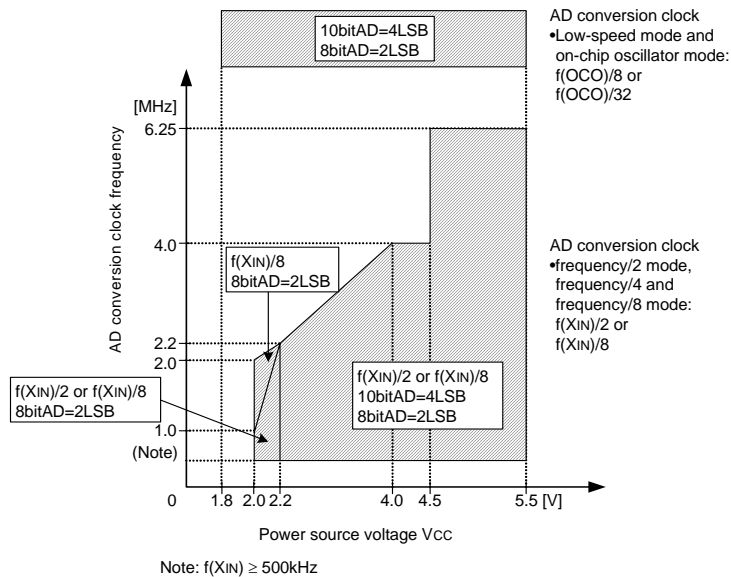 10bitAD=4LSB
8bitAD=2LSB
AD conversion clock
•Low-speed mode and
on-chip oscillator mode:
f(OCO)/8 or
f(OCO)/32
[MHz]
6.25
AD conversion clock frequency
4.0
f(XIN)/8
8bitAD=2LSB
AD conversion clock
•frequency/2 mode,
frequency/4 and
frequency/8 mode:
f(XIN)/2 or
f(XIN)/8
2.2
2.0
f(XIN)/2 or f(XIN)/8
10bitAD=4LSB
8bitAD=2LSB
f(XIN)/2 or f(XIN)/8
8bitAD=2LSB
1.0
(Note)
0 1.8 2.0 2.2 4.0 4.5 5.5 [V]
Power source voltage VCC
Note: f(XIN) ≥ 500kHz